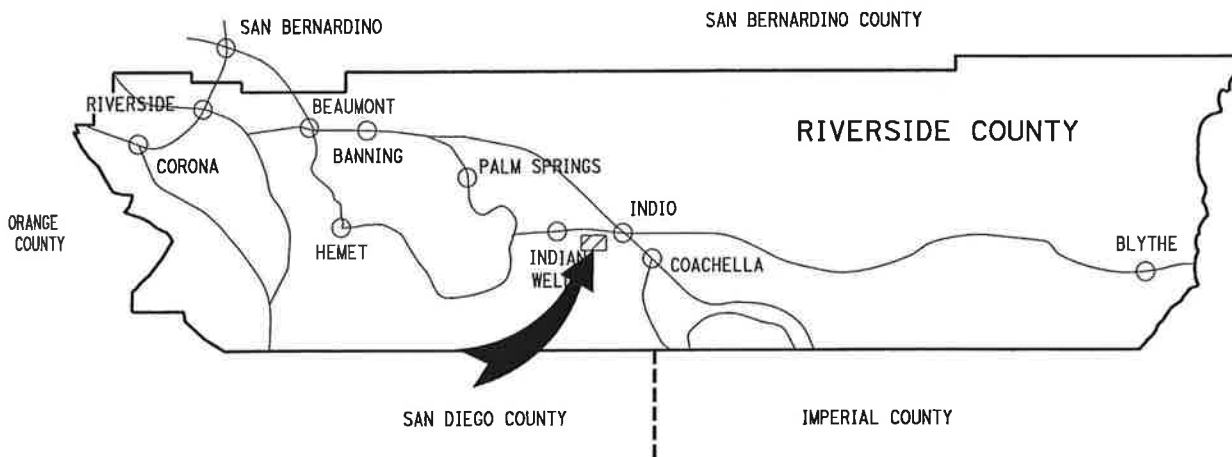 SAN BERNARDINO COUNTY
SAN BERNARDINO
RIVERSIDE
BEAUMONT
RIVERSIDE COUNTY
CORONA
BANNING
PALM SPRINGS
ORANGE
COUNTY
HEMET
INDIO
INDIAN
COACHELLA
BLYTHE
SAN DIEGO COUNTY
IMPERIAL COUNTY